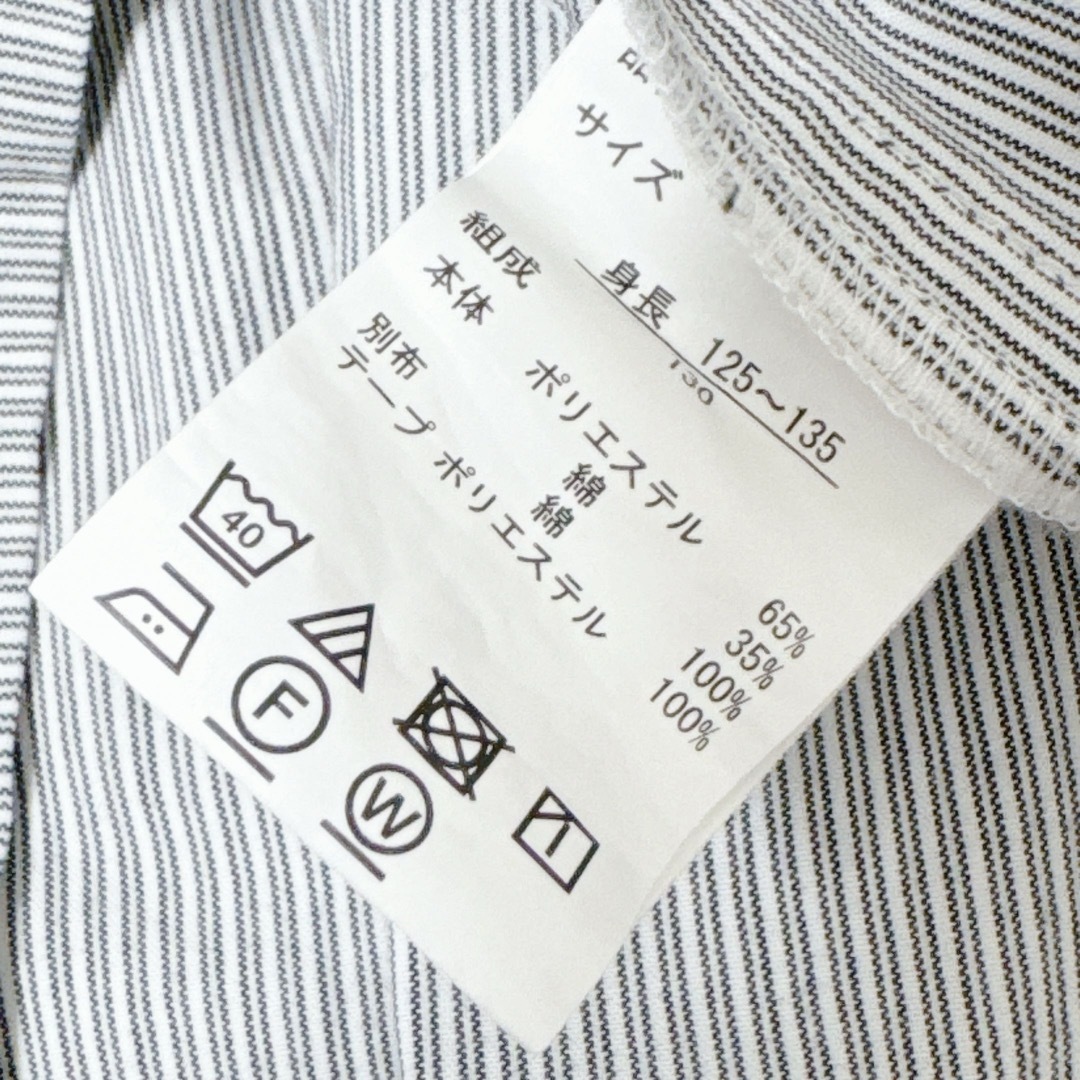 サイズ
130
身長 125～135
組成
本体 ポリエステル 65%
綿 35%
別布 綿 100%
テープ ポリエステル 100%
40
F
W